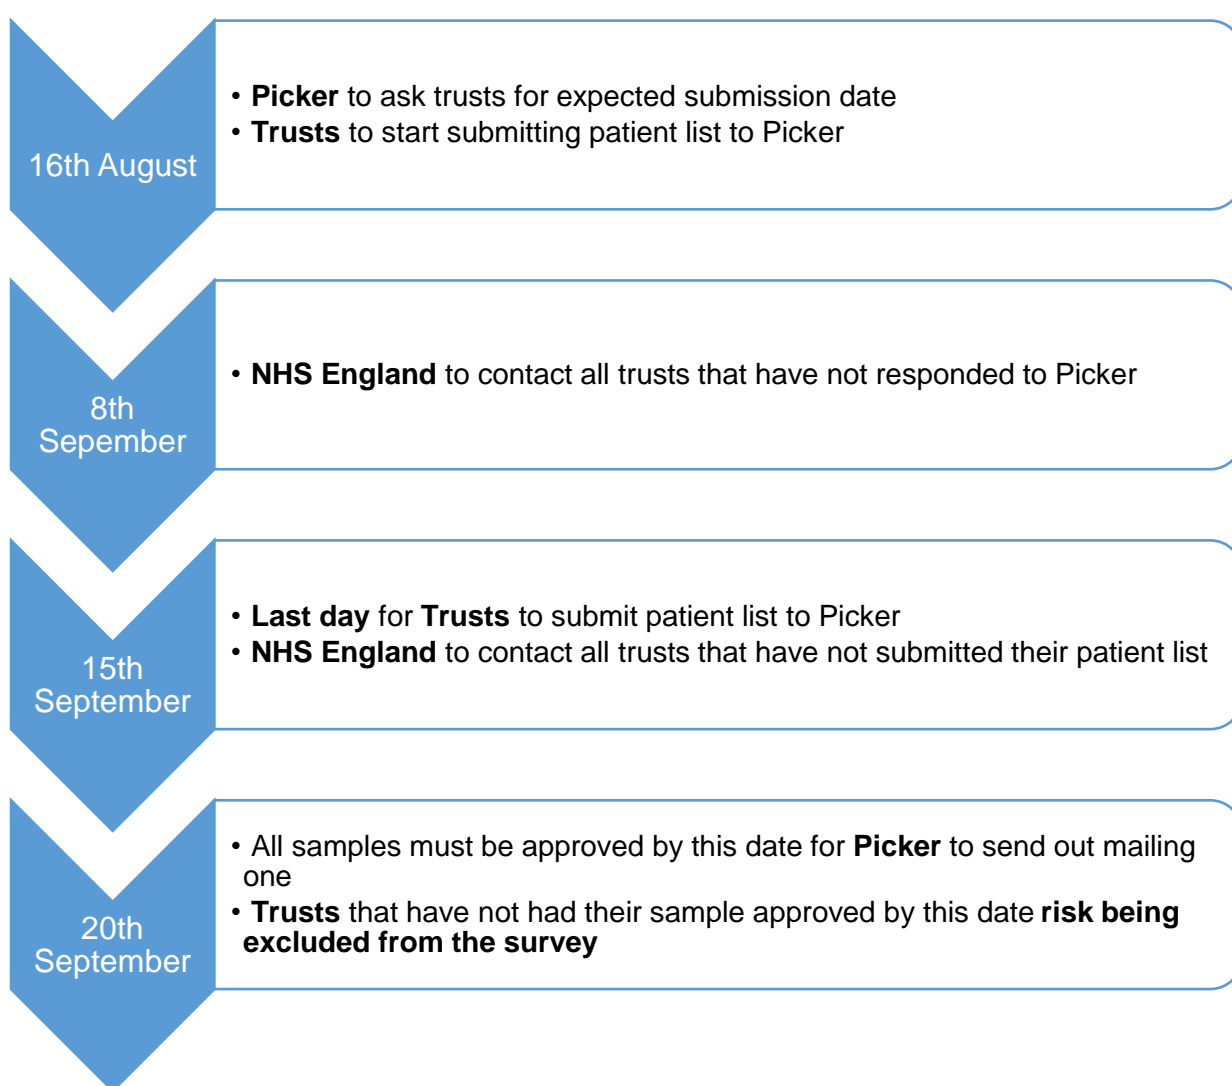 16th August
• Picker to ask trusts for expected submission date
• Trusts to start submitting patient list to Picker
8th
Sepember
• NHS England to contact all trusts that have not responded to Picker
15th
September
• Last day for Trusts to submit patient list to Picker
• NHS England to contact all trusts that have not submitted their patient list
20th
September
• All samples must be approved by this date for Picker to send out mailing
one
• Trusts that have not had their sample approved by this date risk being
excluded from the survey